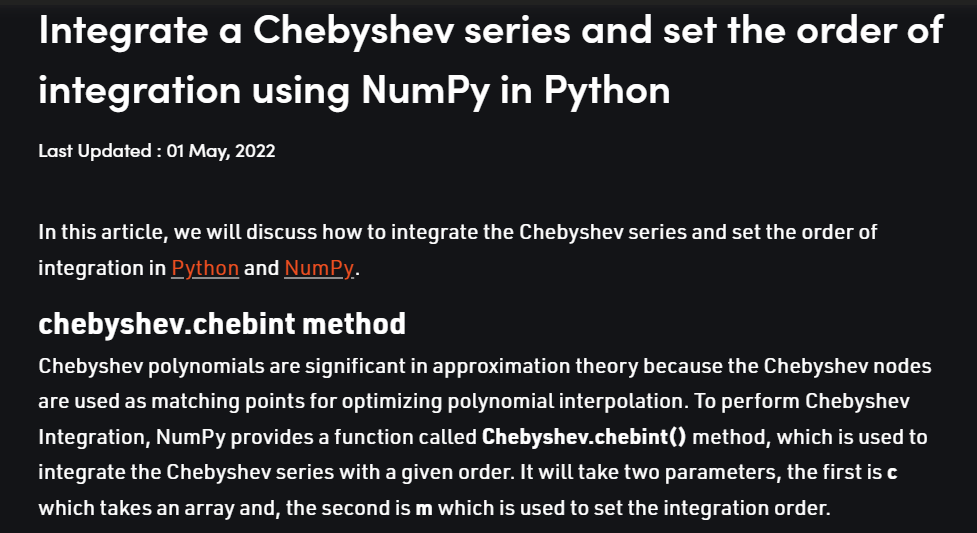 Integrate a Chebyshev series and set the order of
integration using NumPy in Python
Last Updated : 01 May, 2022
In this article, we will discuss how to integrate the Chebyshev series and set the order of
integration in Python and NumPy.
chebyshev.chebint method
Chebyshev polynomials are significant in approximation theory because the Chebyshev nodes
are used as matching points for optimizing polynomial interpolation. To perform Chebyshev
Integration, NumPy provides a function called Chebyshev.chebint() method, which is used to
integrate the Chebyshev series with a given order. It will take two parameters, the first is c
which takes an array and, the second is m which is used to set the integration order.